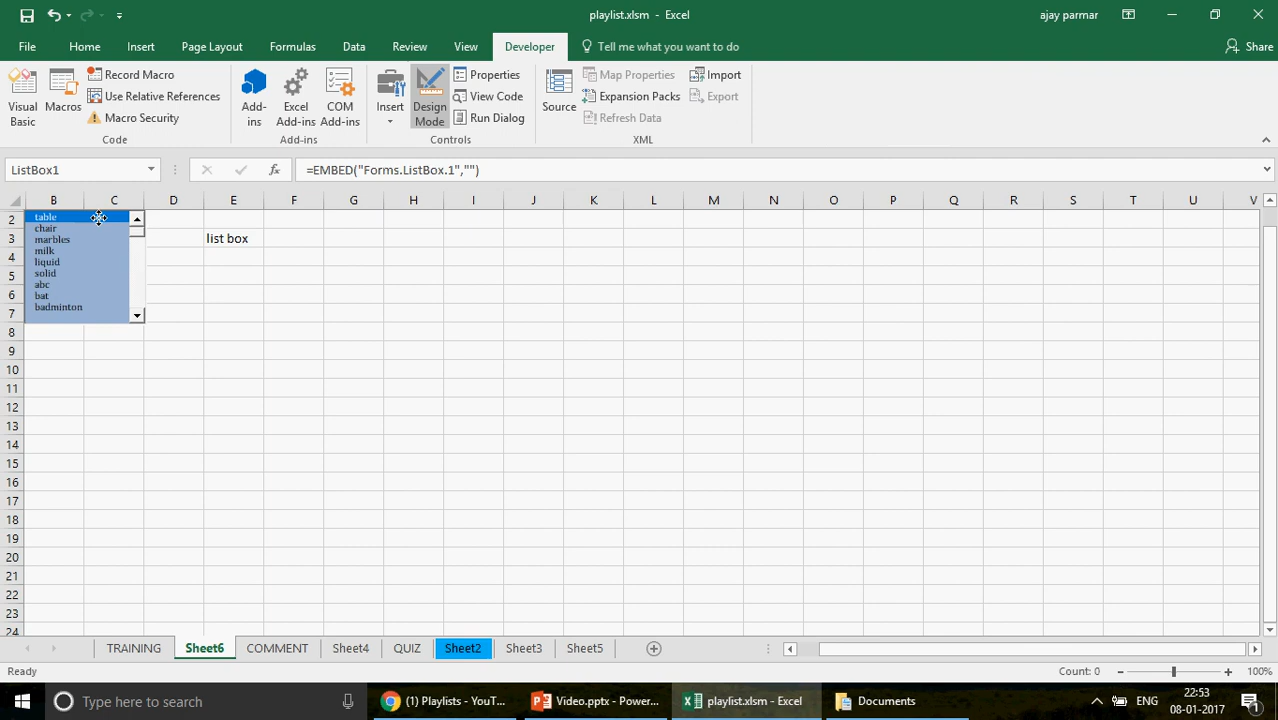 playlist.xlsm - Excel
ajay parmar
File Home Insert Page Layout Formulas Data Review View Developer Tell me what you want to do Share
Visual Basic
Macros
Record Macro
Use Relative References
Macro Security
Code
Add-ins
Excel Add-ins
COM Add-ins
Add-ins
Insert
Design Mode
Properties
View Code
Run Dialog
Controls
Source
Map Properties
Expansion Packs
Refresh Data
Import
Export
XML
ListBox1
fx
=EMBED("Forms.ListBox.1","")
B C D E F G H I J K L M N O P Q R S T U V
2
3
4
5
6
7
8
9
10
11
12
13
14
15
16
17
18
19
20
21
22
23
24
table
chair
marbles
milk
liquid
solid
abc
bat
badminton
list box
TRAINING Sheet6 COMMENT Sheet4 QUIZ Sheet2 Sheet3 Sheet5
Ready
Count: 0
100%
Type here to search
(1) Playlists - YouT...
Video.pptx - Power...
playlist.xlsm - Excel
Documents
ENG
22:53
08-01-2017
1